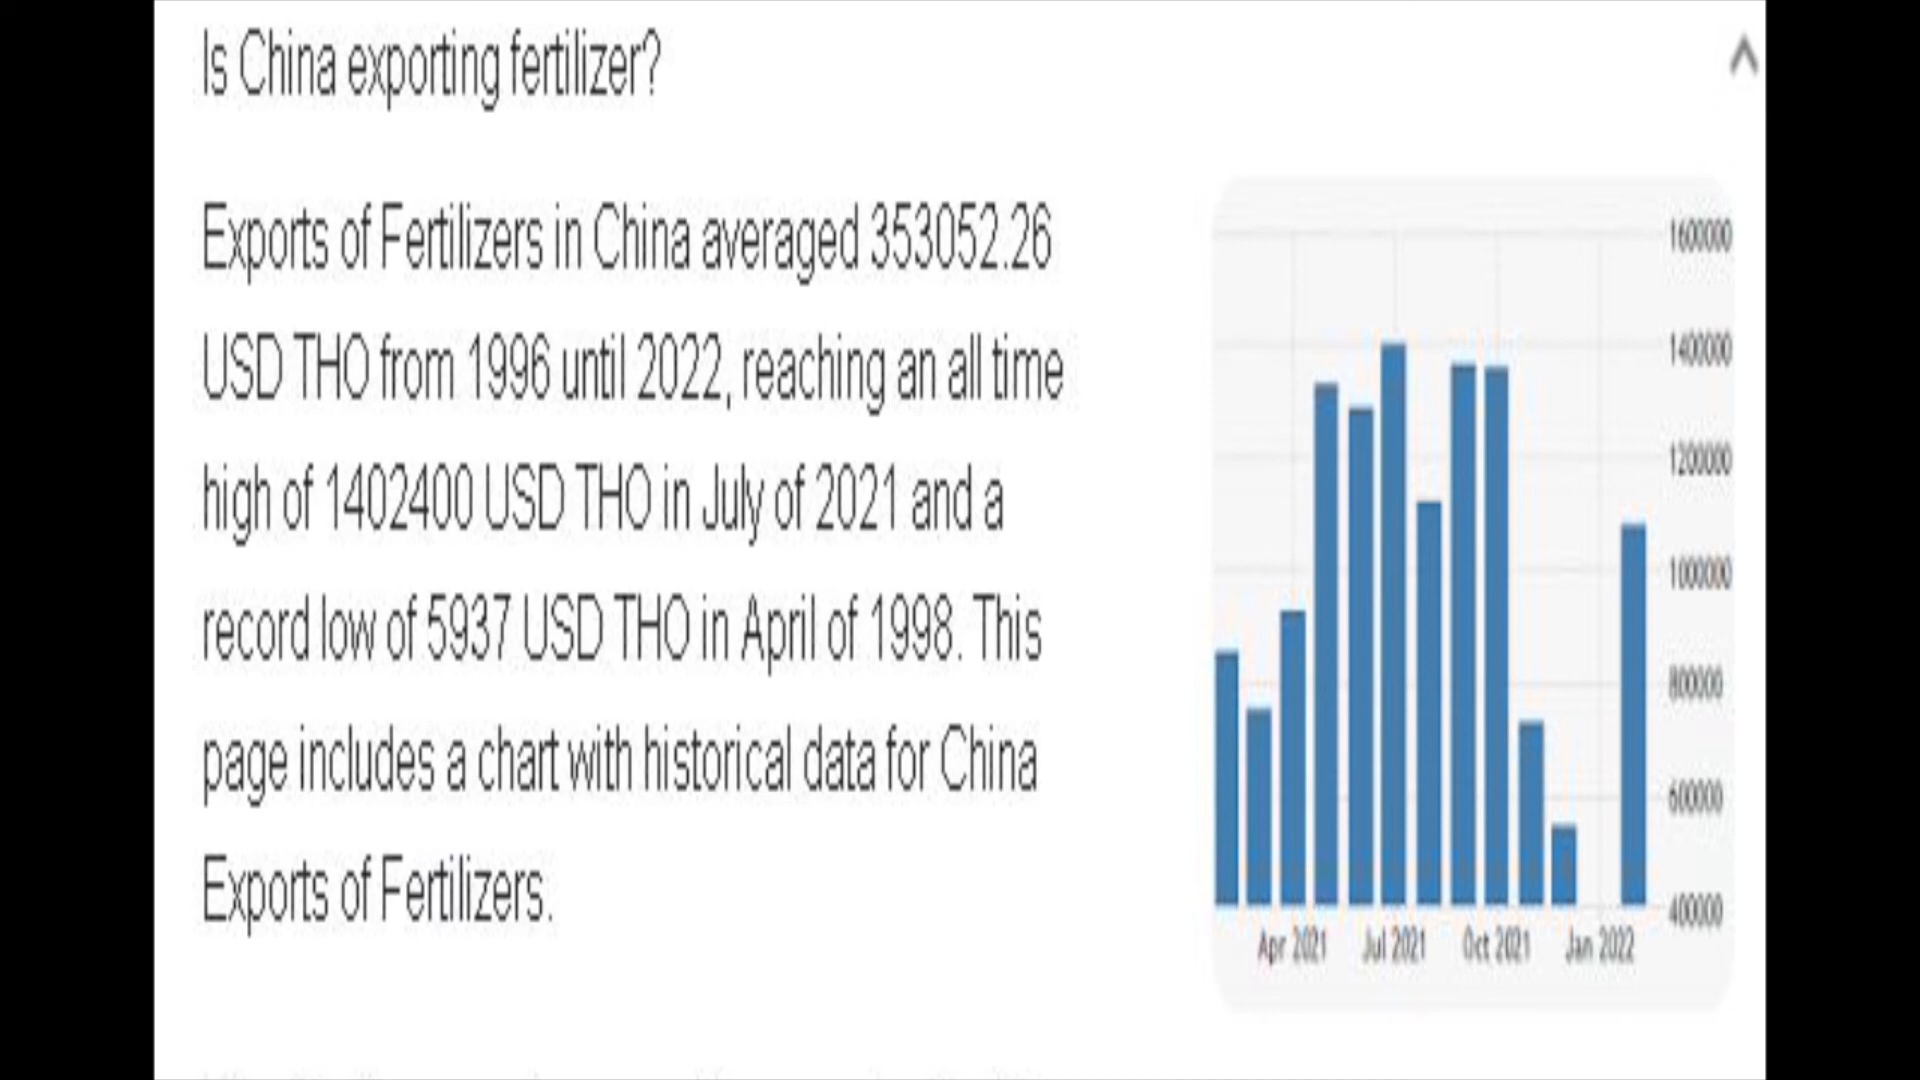 Is China exporting fertilizer?
Exports of Fertilizers in China averaged 353052.26
USD THO from 1996 until 2022, reaching an all time
high of 1402400 USD THO in July of 2021 and a
record low of 5937 USD THO in April of 1998. This
page includes a chart with historical data for China
Exports of Fertilizers.
1600000
1400000
1200000
1000000
800000
600000
400000
Apr 2021 Jul 2021 Oct 2021 Jan 2022